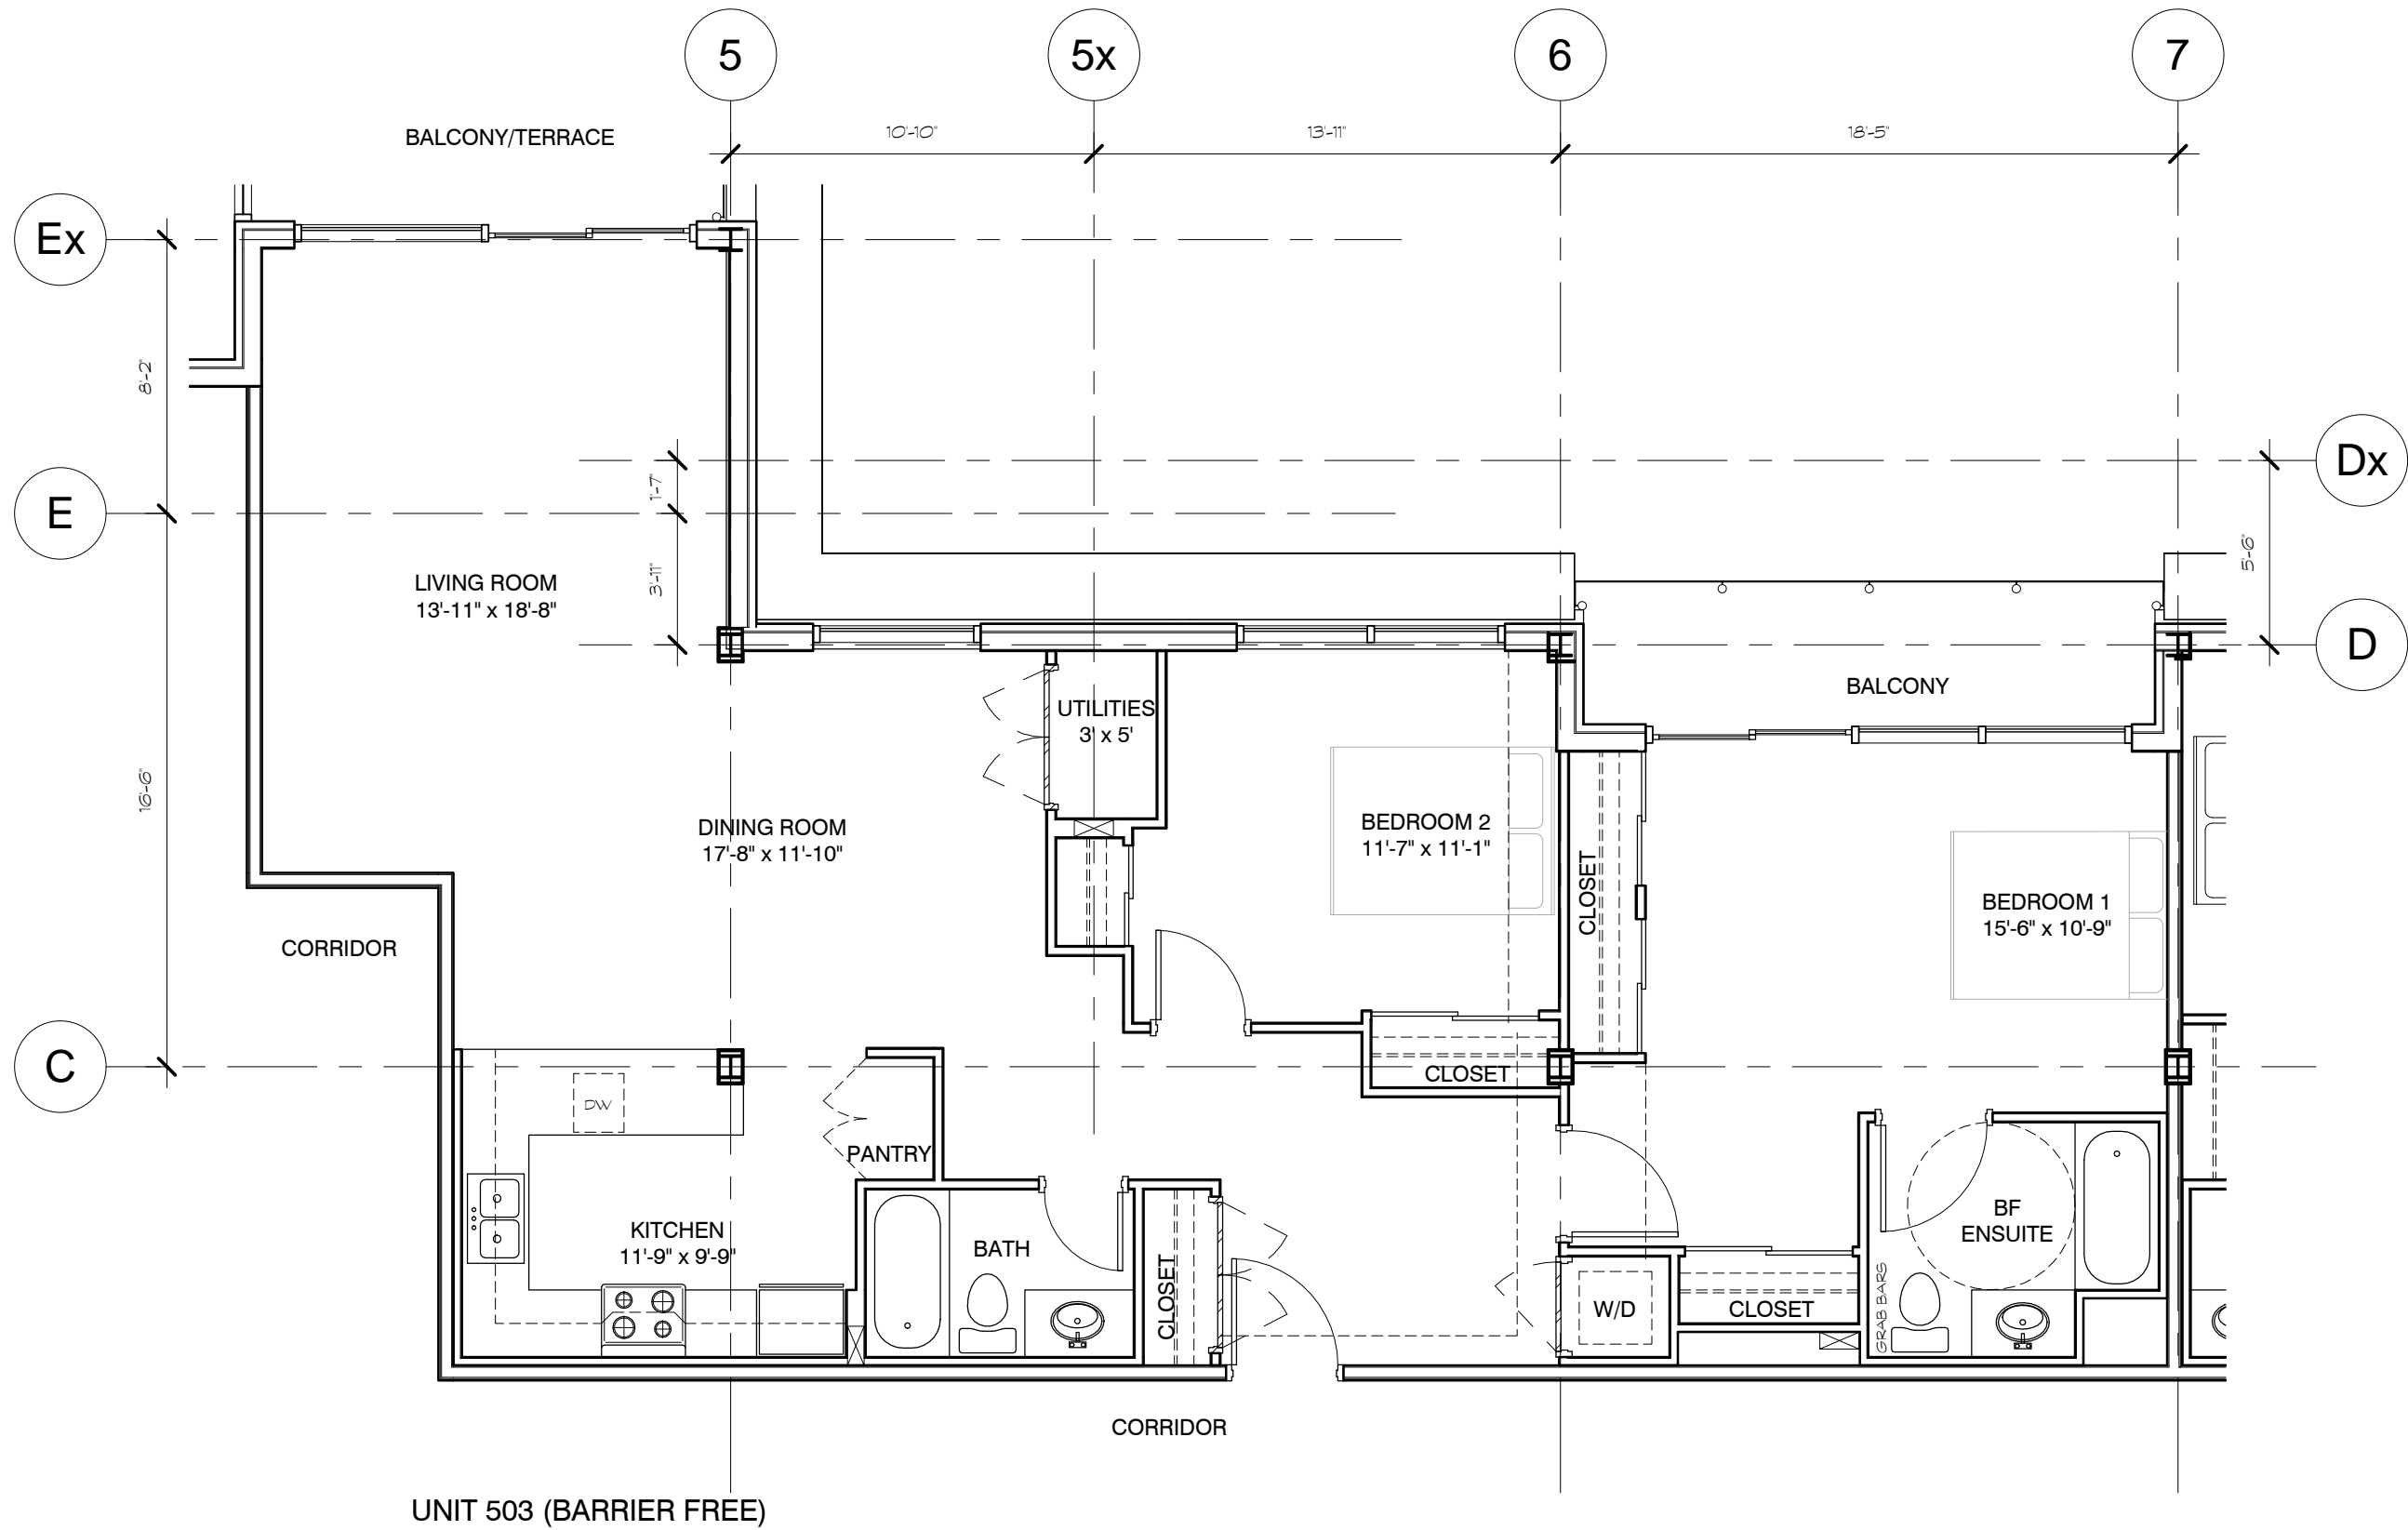 5
5x
6
7
BALCONY/TERRACE
10'-10"
13'-11"
18'-5"
Ex
8'-2"
Dx
1'-7"
E
5'-6"
LIVING ROOM
13'-11" x 18'-8"
3'-11"
D
BALCONY
UTILITIES
3' x 5'
16'-6"
DINING ROOM
17'-8" x 11'-10"
BEDROOM 2
11'-7" x 11'-1"
CLOSET
BEDROOM 1
15'-6" x 10'-9"
CORRIDOR
C
CLOSET
DW
PANTRY
KITCHEN
11'-9" x 9'-9"
BATH
CLOSET
BF
ENSUITE
W/D
CLOSET
GRAB BARS
CORRIDOR
UNIT 503 (BARRIER FREE)